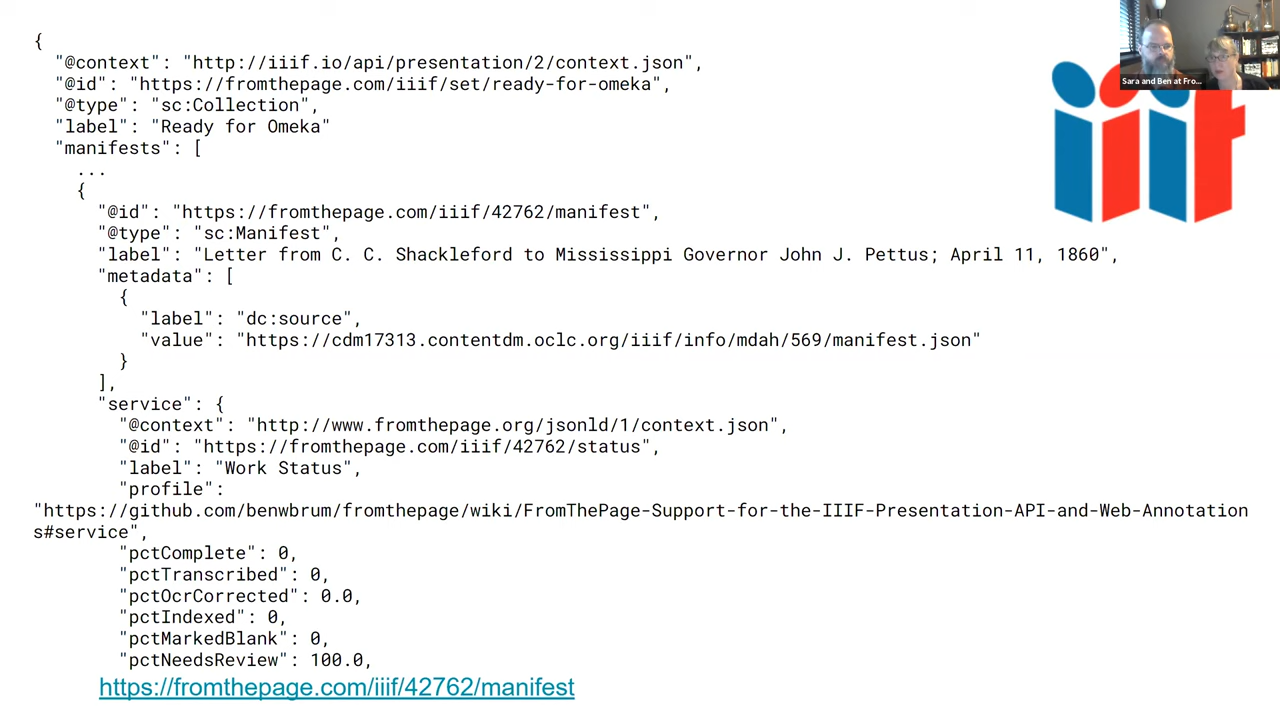 {
"@context": "http://iiif.io/api/presentation/2/context.json",
"@id": "https://fromthepage.com/iiif/set/ready-for-omeka",
"@type": "sc:Collection",
"label": "Ready for Omeka"
"manifests": [
...
{
"@id": "https://fromthepage.com/iiif/42762/manifest",
"@type": "sc:Manifest",
"label": "Letter from C. C. Shackleford to Mississippi Governor John J. Pettus; April 11, 1860",
"metadata": [
{
"label": "dc:source",
"value": "https://cdm17313.contentdm.oclc.org/iiif/info/mdah/569/manifest.json"
}
],
"service": {
"@context": "http://www.fromthepage.org/jsonld/1/context.json",
"@id": "https://fromthepage.com/iiif/42762/status",
"label": "Work Status",
"profile":
"https://github.com/benwbrum/fromthepage/wiki/FromThePage-Support-for-the-IIIF-Presentation-API-and-Web-Annotation
s#service",
"pctComplete": 0,
"pctTranscribed": 0,
"pctOcrCorrected": 0.0,
"pctIndexed": 0,
"pctMarkedBlank": 0,
"pctNeedsReview": 100.0,
https://fromthepage.com/iiif/42762/manifest
Sara and Ben at Fro...
iiif